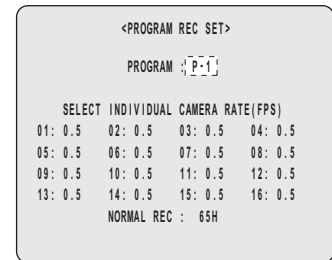 <PROGRAM REC SET>
PROGRAM : P-1
SELECT INDIVIDUAL CAMERA RATE(FPS)
01: 0.5 02: 0.5 03: 0.5 04: 0.5
05: 0.5 06: 0.5 07: 0.5 08: 0.5
09: 0.5 10: 0.5 11: 0.5 12: 0.5
13: 0.5 14: 0.5 15: 0.5 16: 0.5
NORMAL REC : 65H